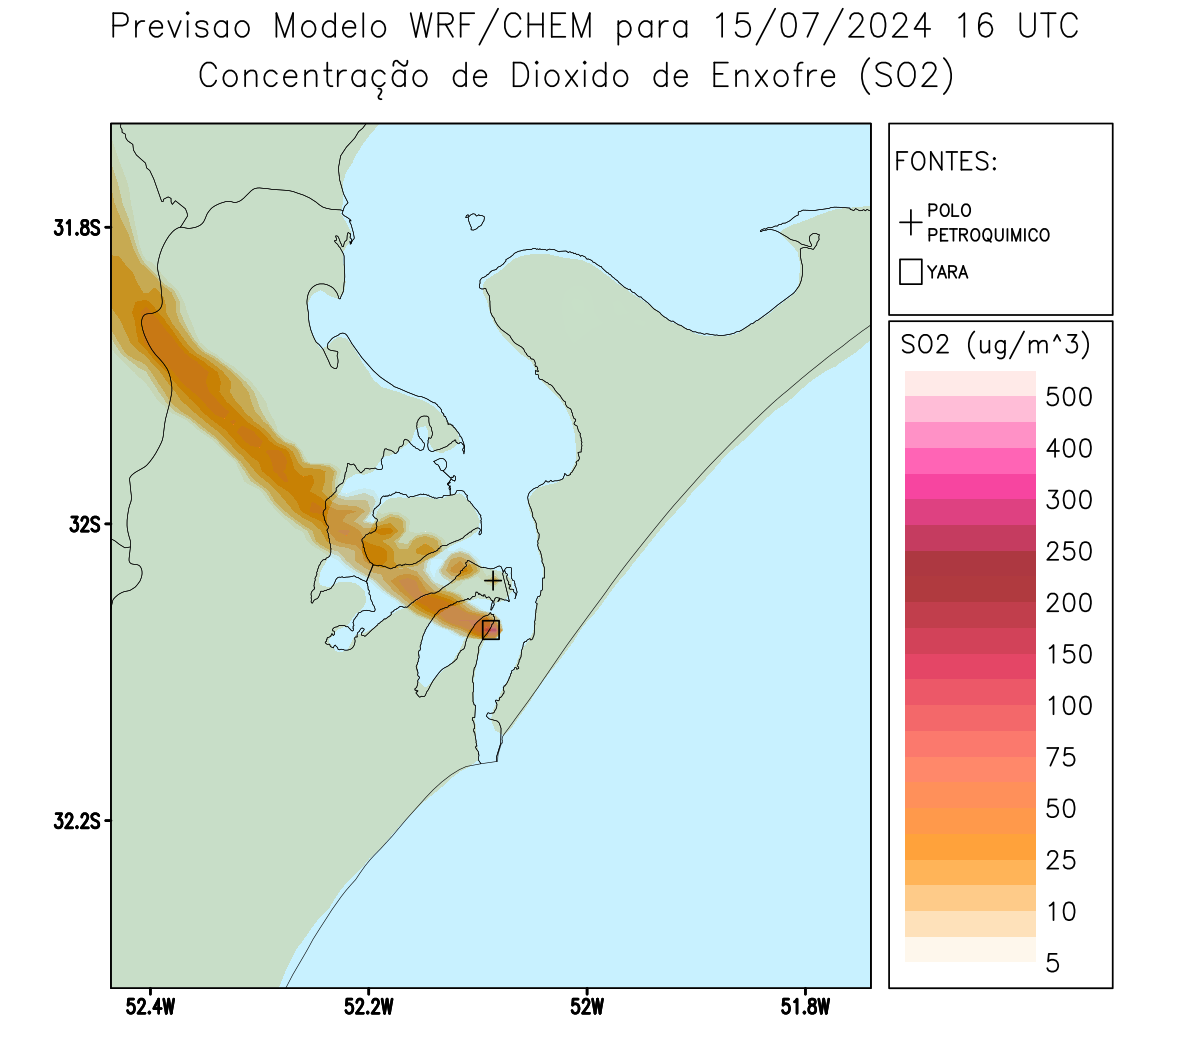 Previsao Modelo WRF/CHEM para 15/07/2024 16 UTC
Concentração de Dioxido de Enxofre (SO2)
FONTES:
POLO
PETROQUIMICO
YARA
SO2 (ug/m^3)
500
400
300
250
200
150
100
75
50
25
10
5
31.8S
32S
32.2S
52.4W
52.2W
52W
51.8W